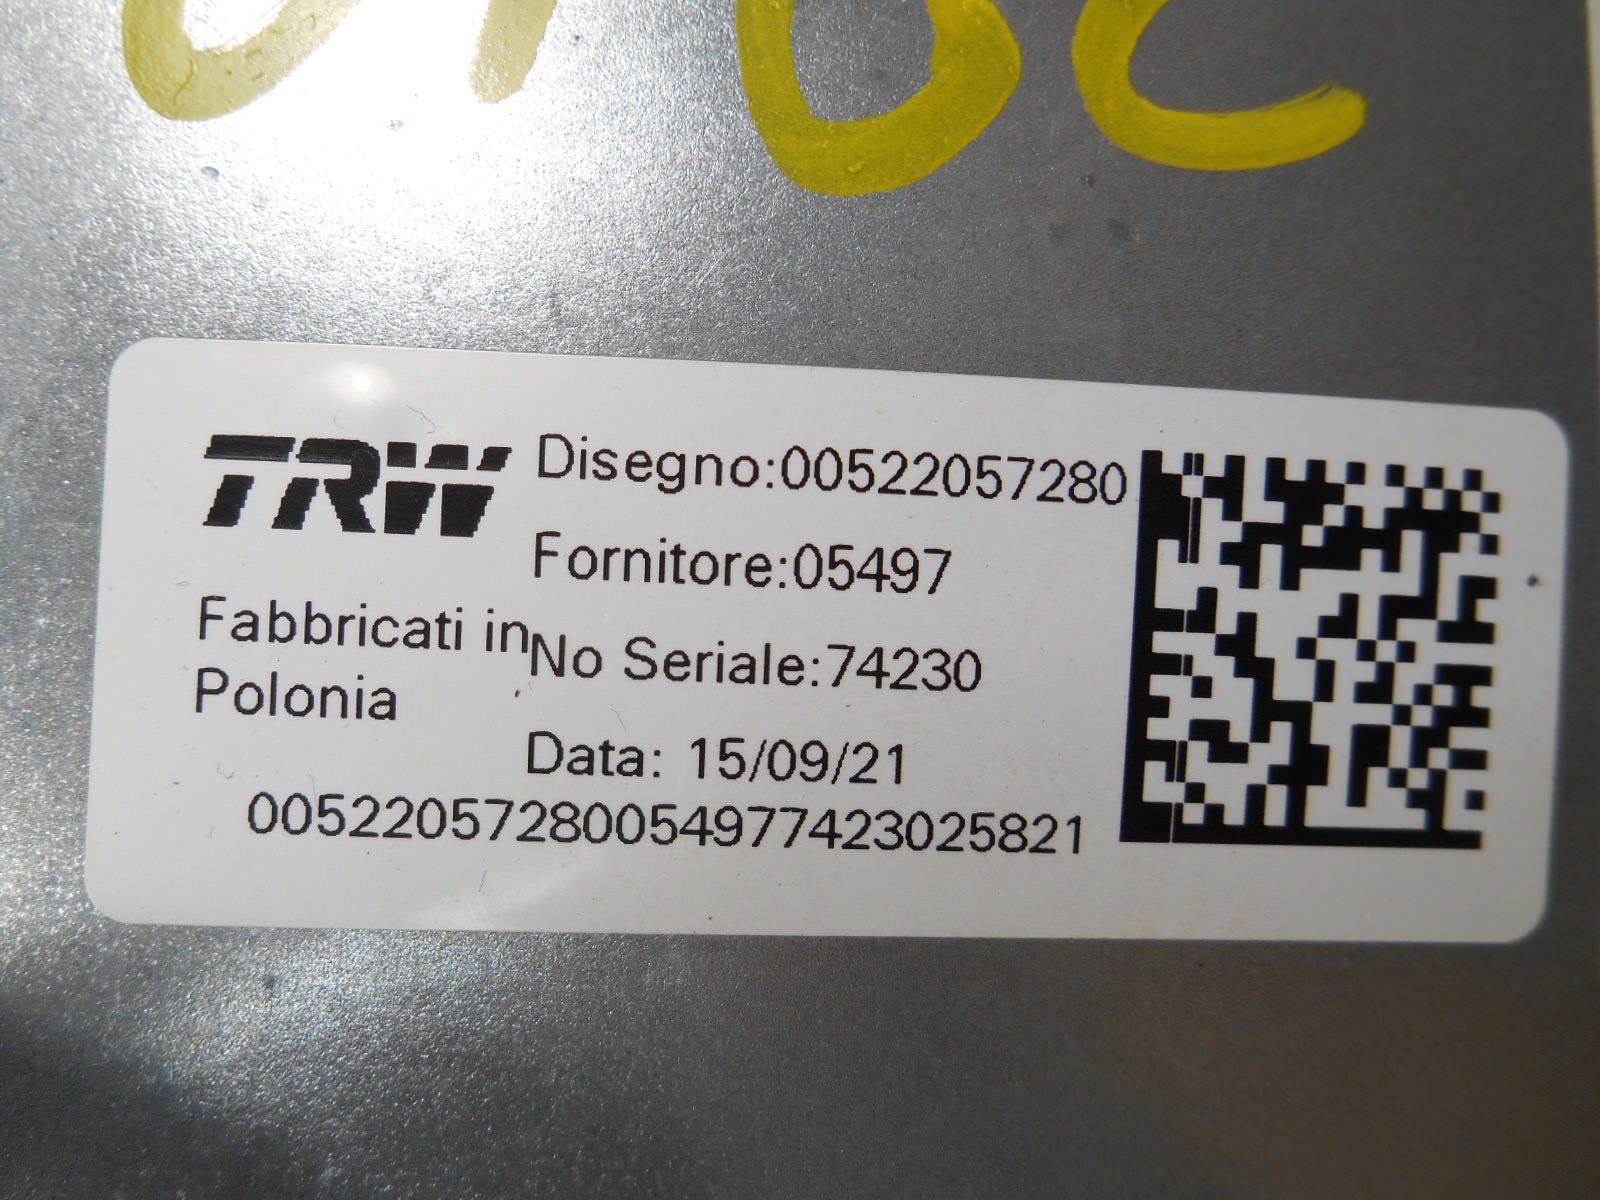 TRW
Disegno:00522057280
Fornitore:05497
Fabbricati in
Polonia
No Seriale:74230
Data: 15/09/21
00522057280054977423025821